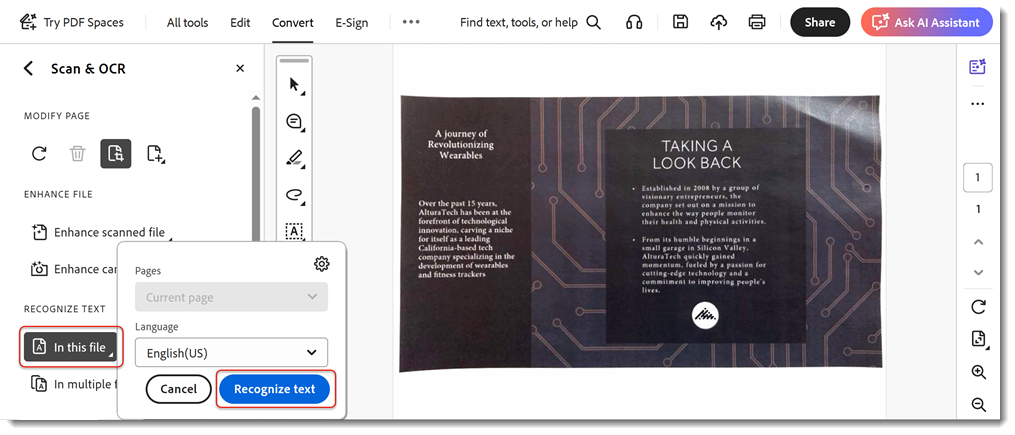 Try PDF Spaces
All tools
Edit
Convert
E-Sign
Find text, tools, or help
Share
Ask AI Assistant
Scan & OCR
MODIFY PAGE
ENHANCE FILE
Enhance scanned file
Enhance car
RECOGNIZE TEXT
In this file
In multiple f
Pages
Current page
Language
English(US)
Cancel
Recognize text
A journey of
Revolutionizing
Wearables
Over the past 15 years,
AlturaTech has been at the
forefront of technological
innovation, carving a niche
for itself as a leading
California-based tech
company specializing in the
development of wearables
and fitness trackers
TAKING A
LOOK BACK
• Established in 2008 by a group of
visionary entrepreneurs, the
company set out on a mission to
enhance the way people monitor
their health and physical activities.
• From its humble beginnings in a
small garage in Silicon Valley,
AlturaTech quickly gained
momentum, fueled by a passion for
cutting-edge technology and a
commitment to improving people's
lives.
1
1